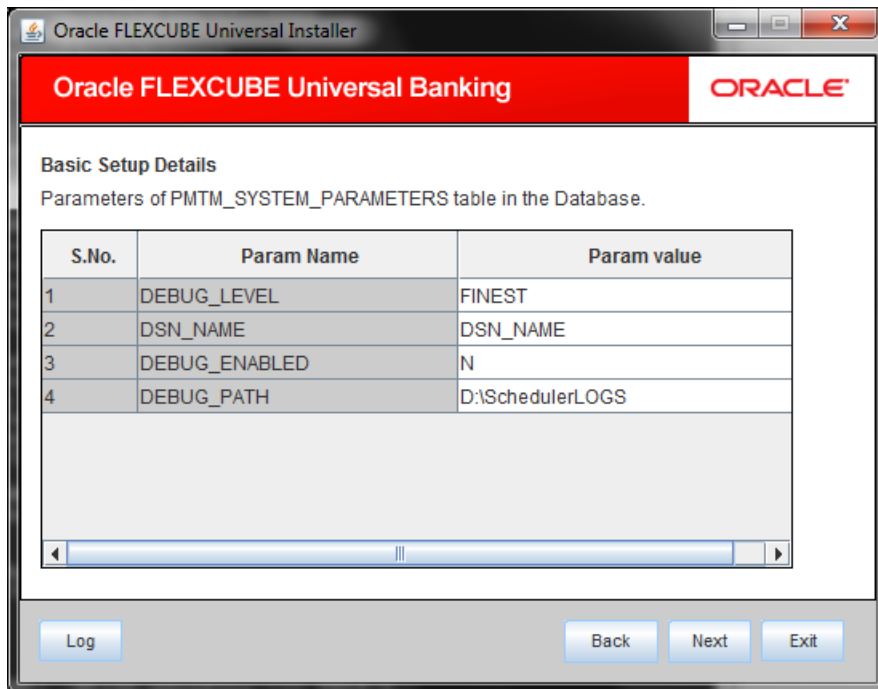 Oracle FLEXCUBE Universal Installer
Oracle FLEXCUBE Universal Banking ORACLE
Basic Setup Details
Parameters of PMTM_SYSTEM_PARAMETERS table in the Database.
S.No. Param Name Param value
1 DEBUG_LEVEL FINEST
2 DSN_NAME DSN_NAME
3 DEBUG_ENABLED N
4 DEBUG_PATH D:\SchedulerLOGS
Log Back Next Exit